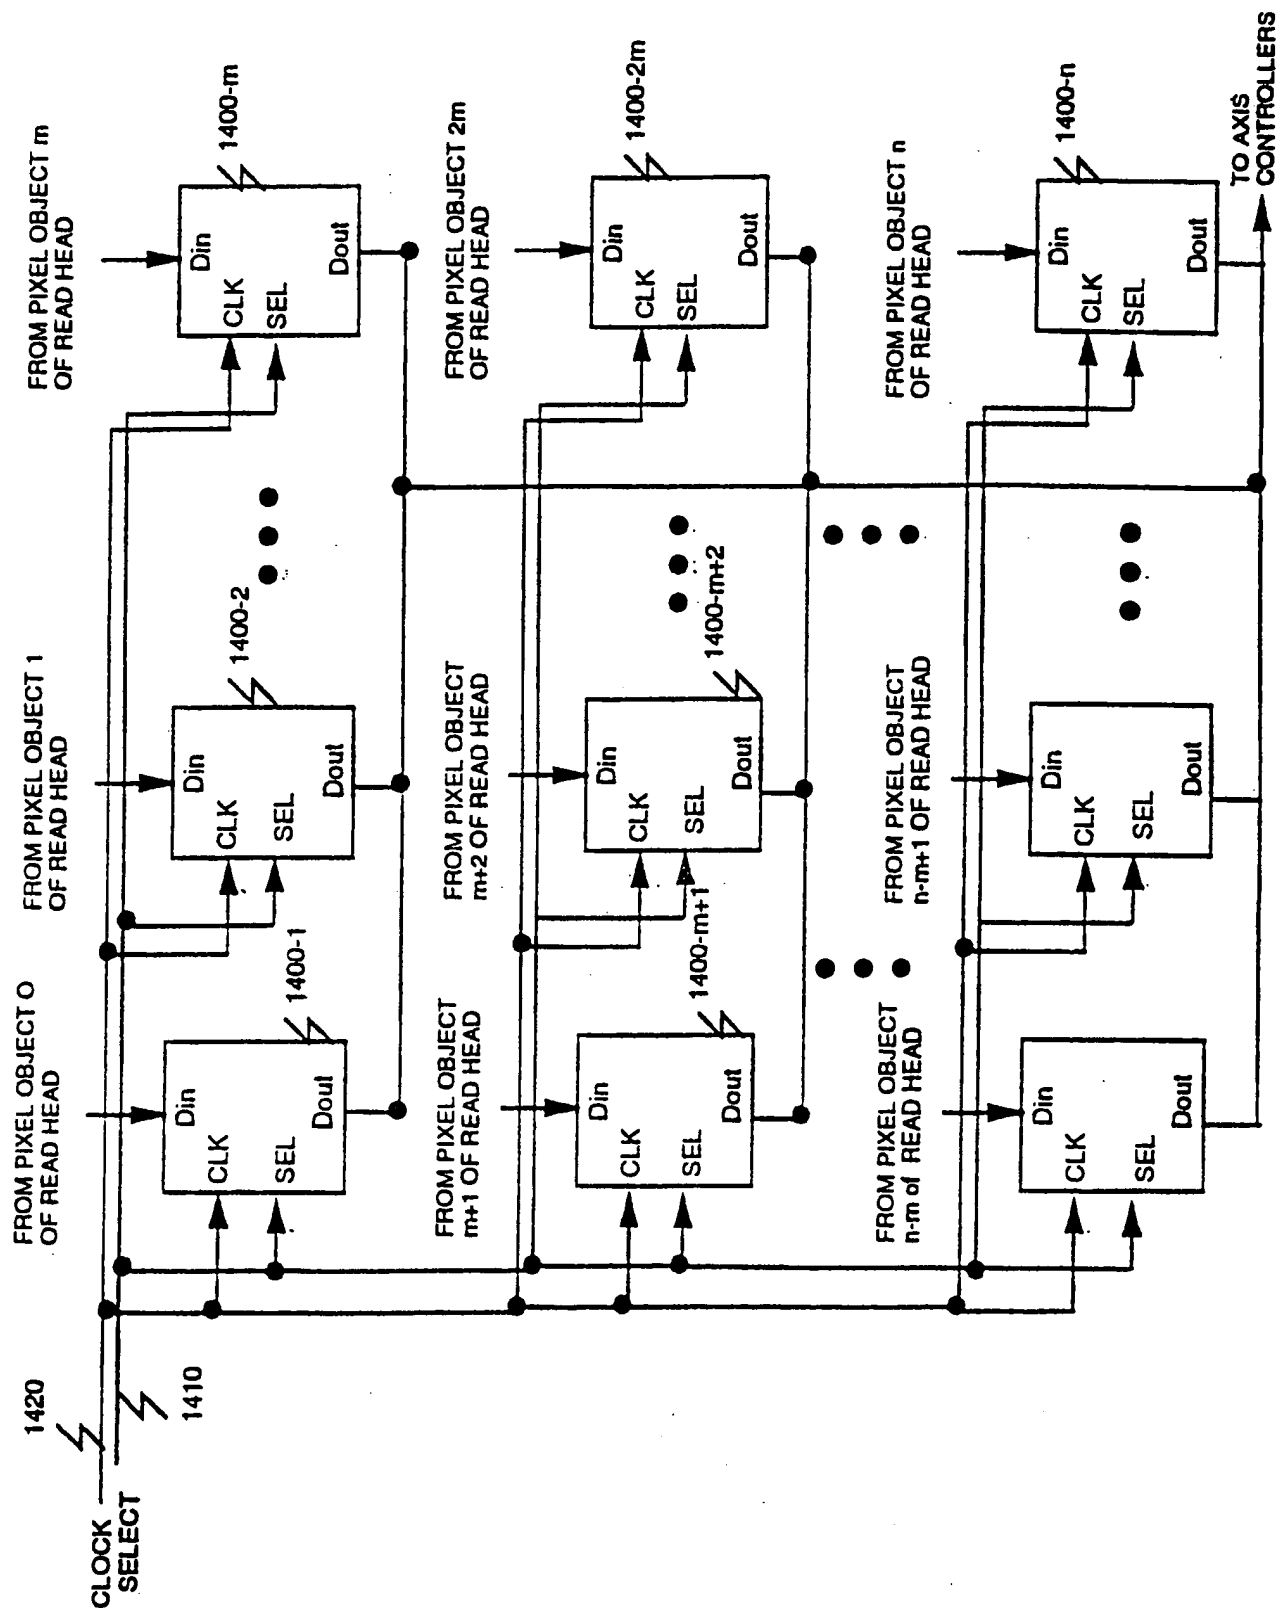 CLOCK
SELECT
1420
1410
FROM PIXEL OBJECT O
OF READ HEAD
Din
CLK
SEL
Dout
1400-1
FROM PIXEL OBJECT 1
OF READ HEAD
Din
CLK
SEL
Dout
1400-2
FROM PIXEL OBJECT m
OF READ HEAD
Din
CLK
SEL
Dout
1400-m
FROM PIXEL OBJECT
m+1 OF READ HEAD
Din
CLK
SEL
Dout
1400-m+1
FROM PIXEL OBJECT
m+2 OF READ HEAD
Din
CLK
SEL
Dout
1400-m+2
FROM PIXEL OBJECT 2m
OF READ HEAD
Din
CLK
SEL
Dout
1400-2m
FROM PIXEL OBJECT
n-m of READ HEAD
Din
CLK
SEL
Dout
FROM PIXEL OBJECT
n-m+1 OF READ HEAD
Din
CLK
SEL
Dout
FROM PIXEL OBJECT n
OF READ HEAD
Din
CLK
SEL
Dout
1400-n
TO AXIS
CONTROLLERS